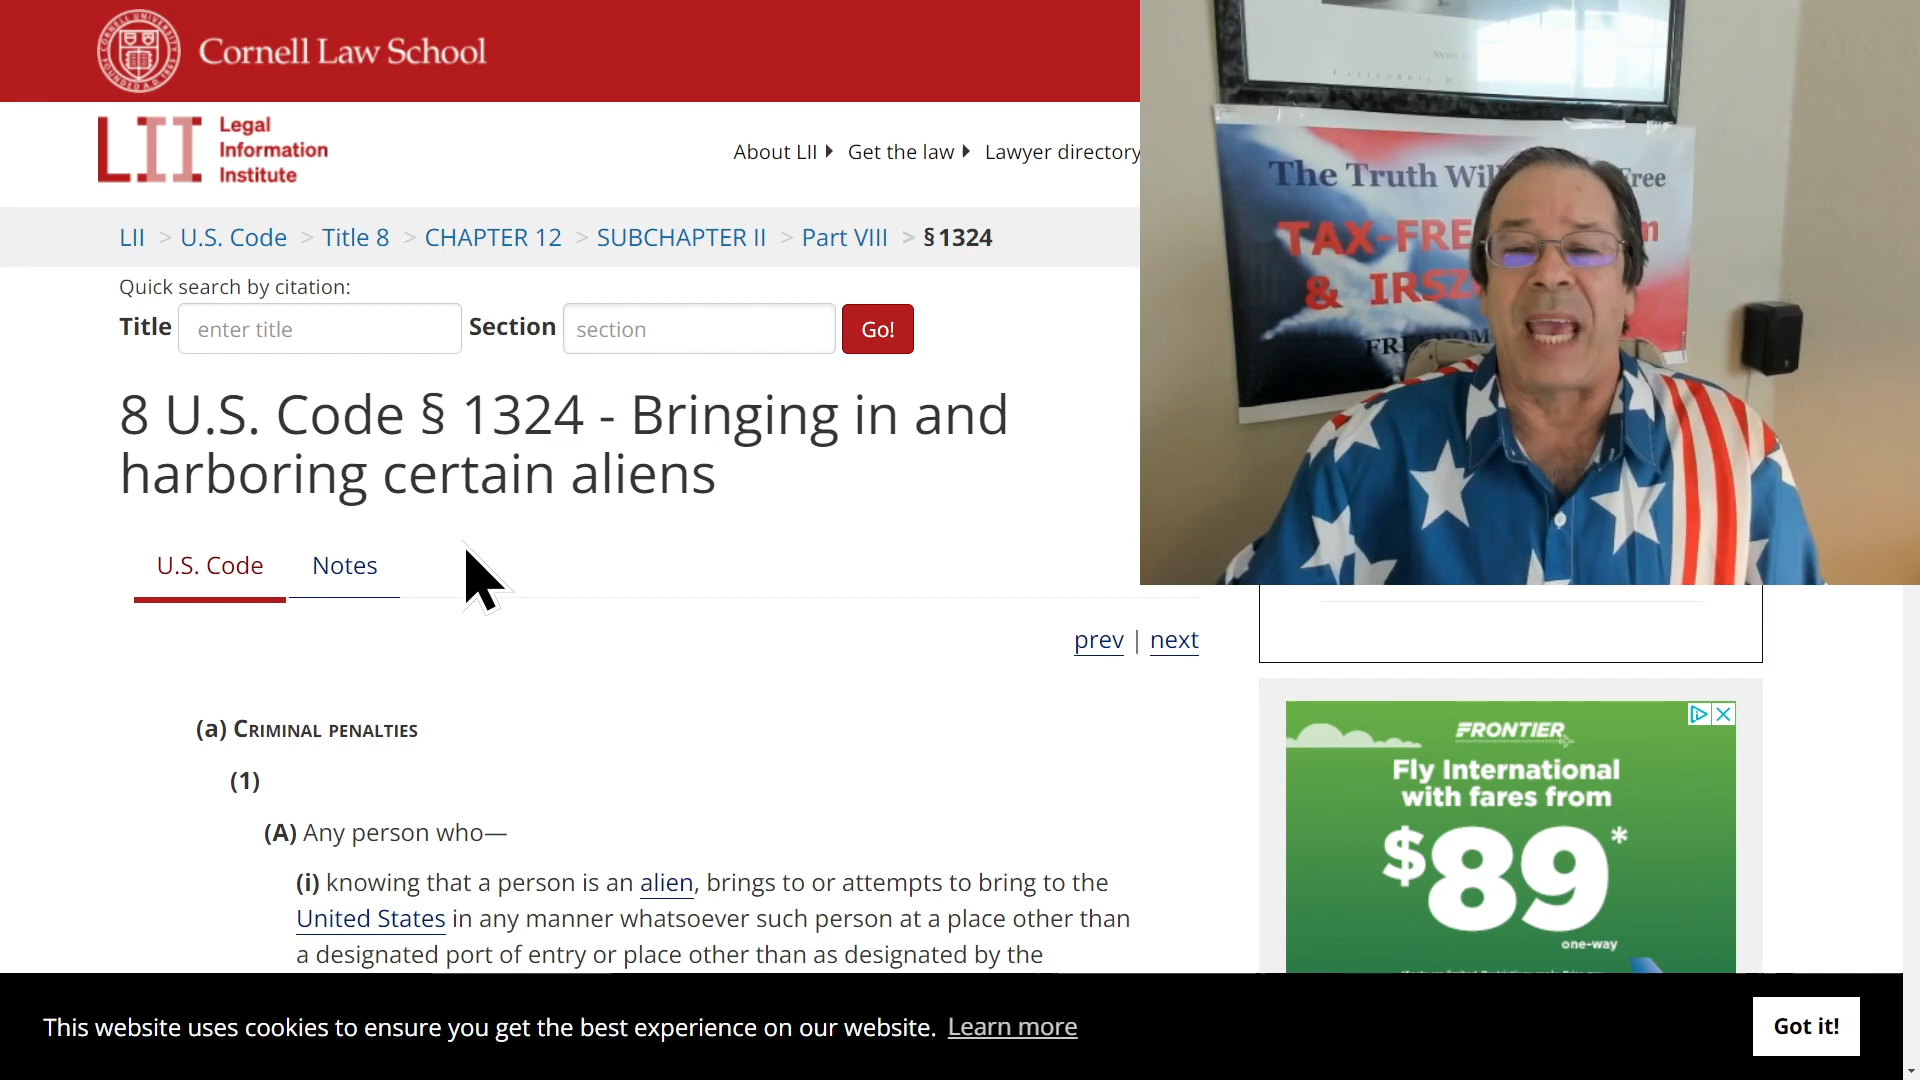 Cornell Law School
LII
Legal
Information
Institute
About LII Get the law Lawyer directory
LII > U.S. Code > Title 8 > CHAPTER 12 > SUBCHAPTER II > Part VIII > § 1324
Quick search by citation:
Title enter title Section section Go!
8 U.S. Code § 1324 - Bringing in and
harboring certain aliens
U.S. Code Notes
prev | next
(a) CRIMINAL PENALTIES
(1)
(A) Any person who—
(i) knowing that a person is an alien, brings to or attempts to bring to the
United States in any manner whatsoever such person at a place other than
a designated port of entry or place other than as designated by the
The Truth Wil Free
TAX-FRE m
& IRSZ
FREEDOM
FRONTIER
Fly International
with fares from
$89*
one-way
This website uses cookies to ensure you get the best experience on our website. Learn more
Got it!